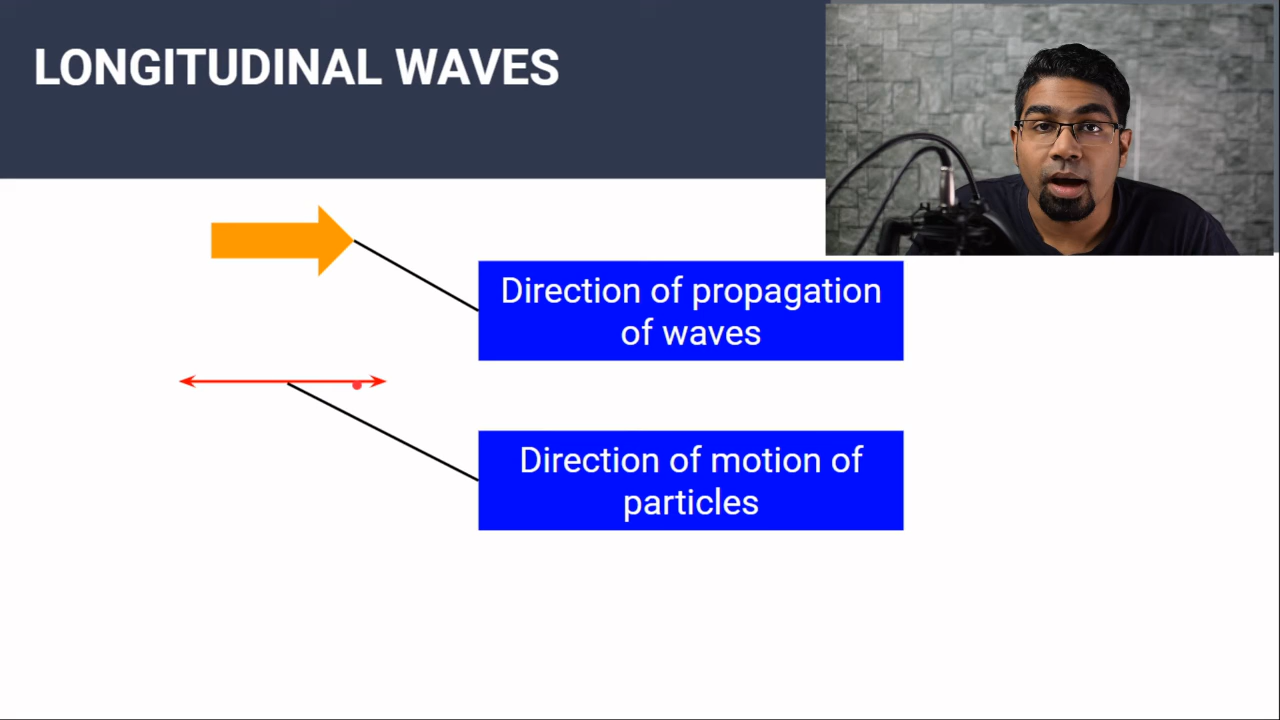 LONGITUDINAL WAVES
Direction of propagation
of waves
Direction of motion of
particles